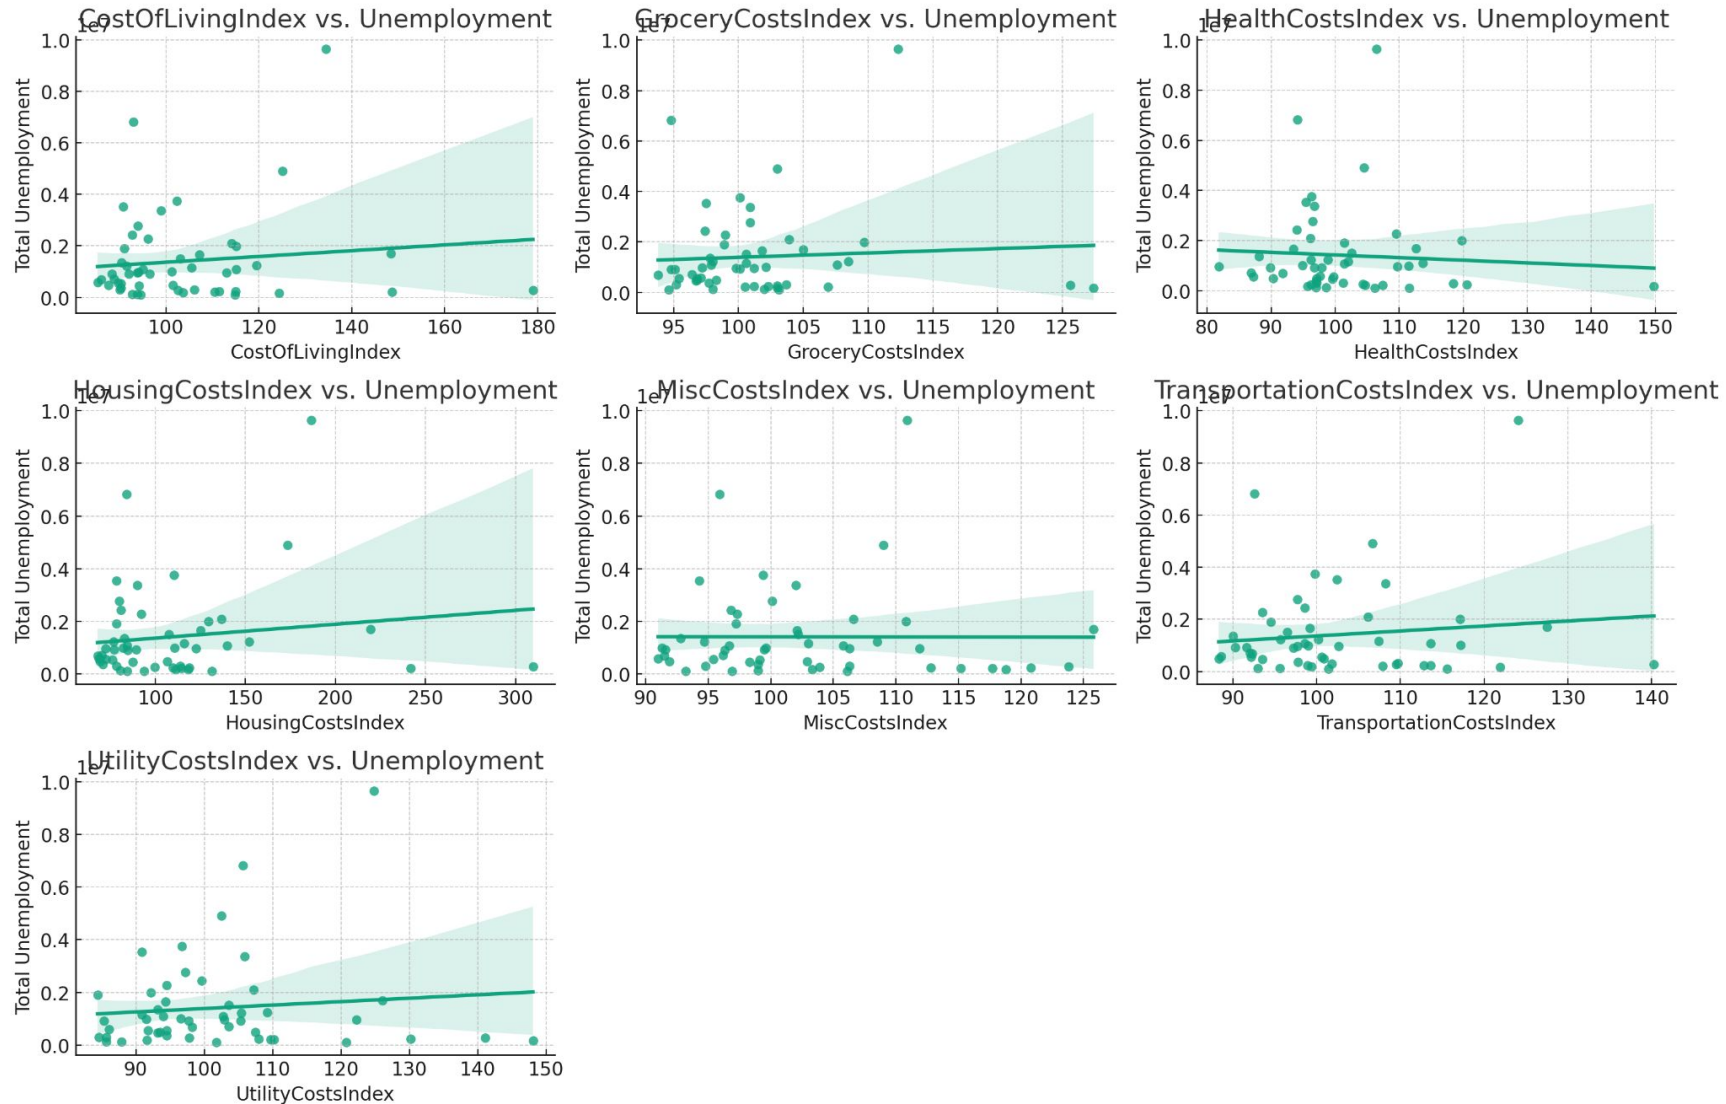 CostOfLivingIndex vs. Unemployment
1e7
1.0
0.8
0.6
0.4
0.2
0.0
Total Unemployment
100 120 140 160 180
CostOfLivingIndex
GroceryCostsIndex vs. Unemployment
1e7
1.0
0.8
0.6
0.4
0.2
0.0
Total Unemployment
95 100 105 110 115 120 125
GroceryCostsIndex
HealthCostsIndex vs. Unemployment
1e7
1.0
0.8
0.6
0.4
0.2
0.0
Total Unemployment
80 90 100 110 120 130 140 150
HealthCostsIndex
HousingCostsIndex vs. Unemployment
1e7
1.0
0.8
0.6
0.4
0.2
0.0
Total Unemployment
100 150 200 250 300
HousingCostsIndex
MiscCostsIndex vs. Unemployment
1e7
1.0
0.8
0.6
0.4
0.2
0.0
Total Unemployment
90 95 100 105 110 115 120 125
MiscCostsIndex
TransportationCostsIndex vs. Unemployment
1e7
1.0
0.8
0.6
0.4
0.2
0.0
Total Unemployment
90 100 110 120 130 140
TransportationCostsIndex
UtilityCostsIndex vs. Unemployment
1e7
1.0
0.8
0.6
0.4
0.2
0.0
Total Unemployment
90 100 110 120 130 140 150
UtilityCostsIndex